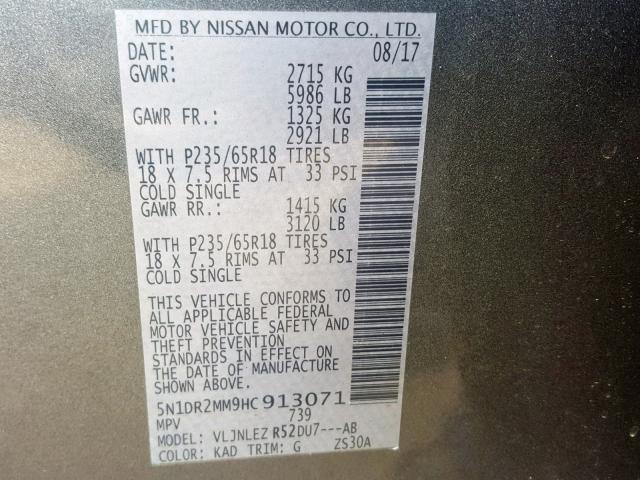 MFD BY NISSAN MOTOR CO., LTD.
DATE: 08/17
GVWR: 2715 KG
5986 LB
GAWR FR.: 1325 KG
2921 LB
WITH P235/65R18 TIRES
18 X 7.5 RIMS AT 33 PSI
COLD SINGLE
GAWR RR.: 1415 KG
3120 LB
WITH P235/65R18 TIRES
18 X 7.5 RIMS AT 33 PSI
COLD SINGLE
THIS VEHICLE CONFORMS TO
ALL APPLICABLE FEDERAL
MOTOR VEHICLE SAFETY AND
THEFT PREVENTION
STANDARDS IN EFFECT ON
THE DATE OF MANUFACTURE
SHOWN ABOVE.
5N1DR2MM9HC913071
MPV 739
MODEL: VLJNLEZ R52DU7---AB
COLOR: KAD TRIM: G ZS30A